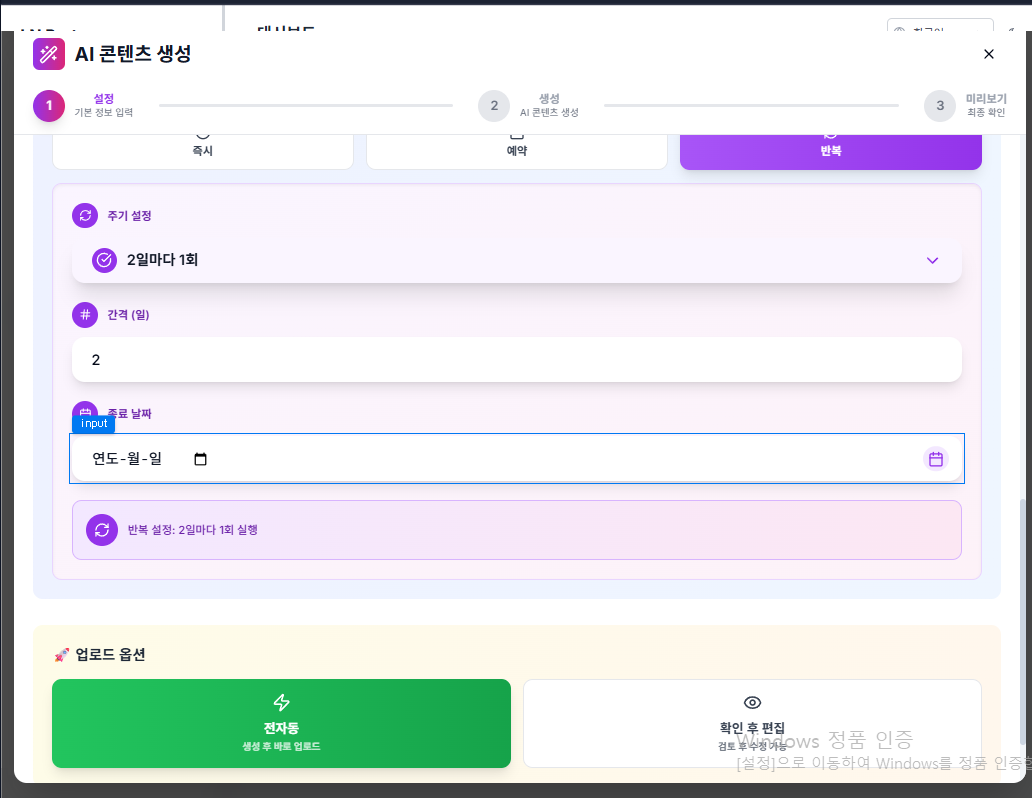 AI 콘텐츠 생성
1
설정
기본 정보 입력
2
생성
AI 콘텐츠 생성
3
미리보기
최종 확인
즉시
예약
반복
주기 설정
2일마다 1회
간격 (일)
2
종료 날짜
input
연도-월-일
반복 설정: 2일마다 1회 실행
🚀 업로드 옵션
전자동
생성 후 바로 업로드
확인 후 편집
검토 후 수정 가능
Windows 정품 인증
[설정]으로 이동하여 Windows를 정품 인증